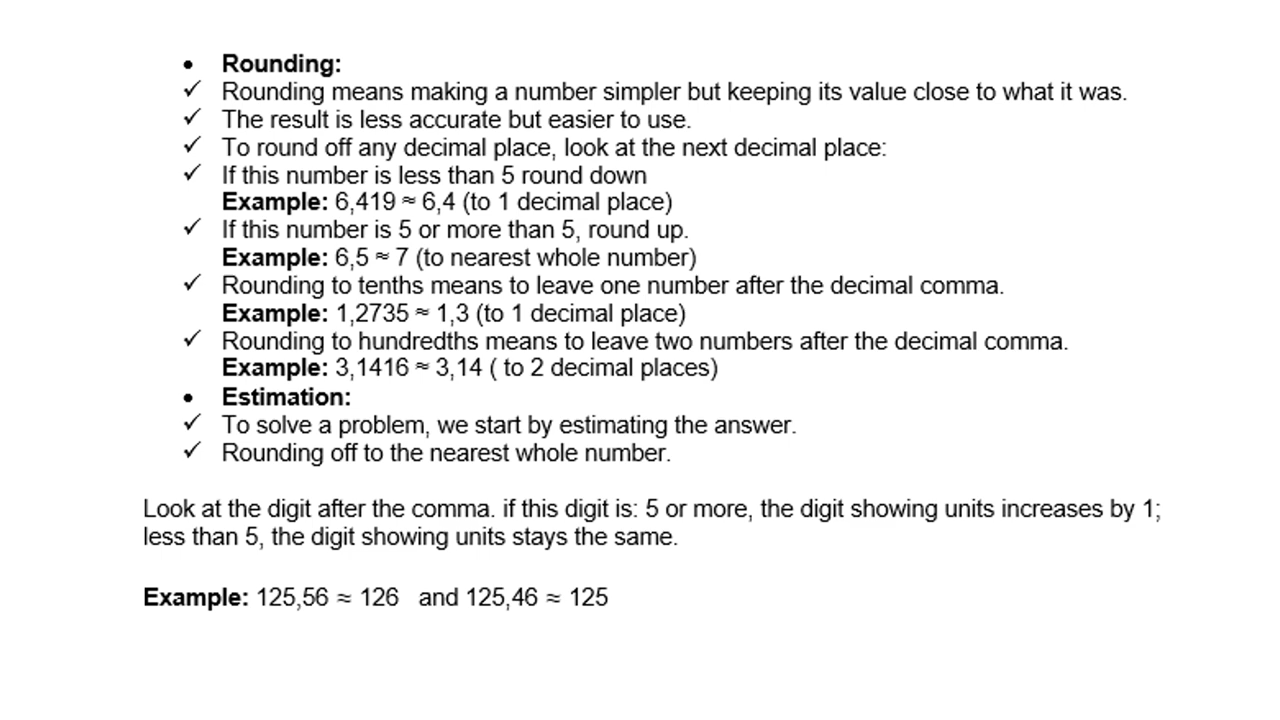 • Rounding:
✓ Rounding means making a number simpler but keeping its value close to what it was.
✓ The result is less accurate but easier to use.
✓ To round off any decimal place, look at the next decimal place:
✓ If this number is less than 5 round down
Example: 6,419 ≈ 6,4 (to 1 decimal place)
✓ If this number is 5 or more than 5, round up.
Example: 6,5 ≈ 7 (to nearest whole number)
✓ Rounding to tenths means to leave one number after the decimal comma.
Example: 1,2735 ≈ 1,3 (to 1 decimal place)
✓ Rounding to hundredths means to leave two numbers after the decimal comma.
Example: 3,1416 ≈ 3,14 ( to 2 decimal places)
• Estimation:
✓ To solve a problem, we start by estimating the answer.
✓ Rounding off to the nearest whole number.
Look at the digit after the comma. if this digit is: 5 or more, the digit showing units increases by 1;
less than 5, the digit showing units stays the same.
Example: 125,56 ≈ 126 and 125,46 ≈ 125